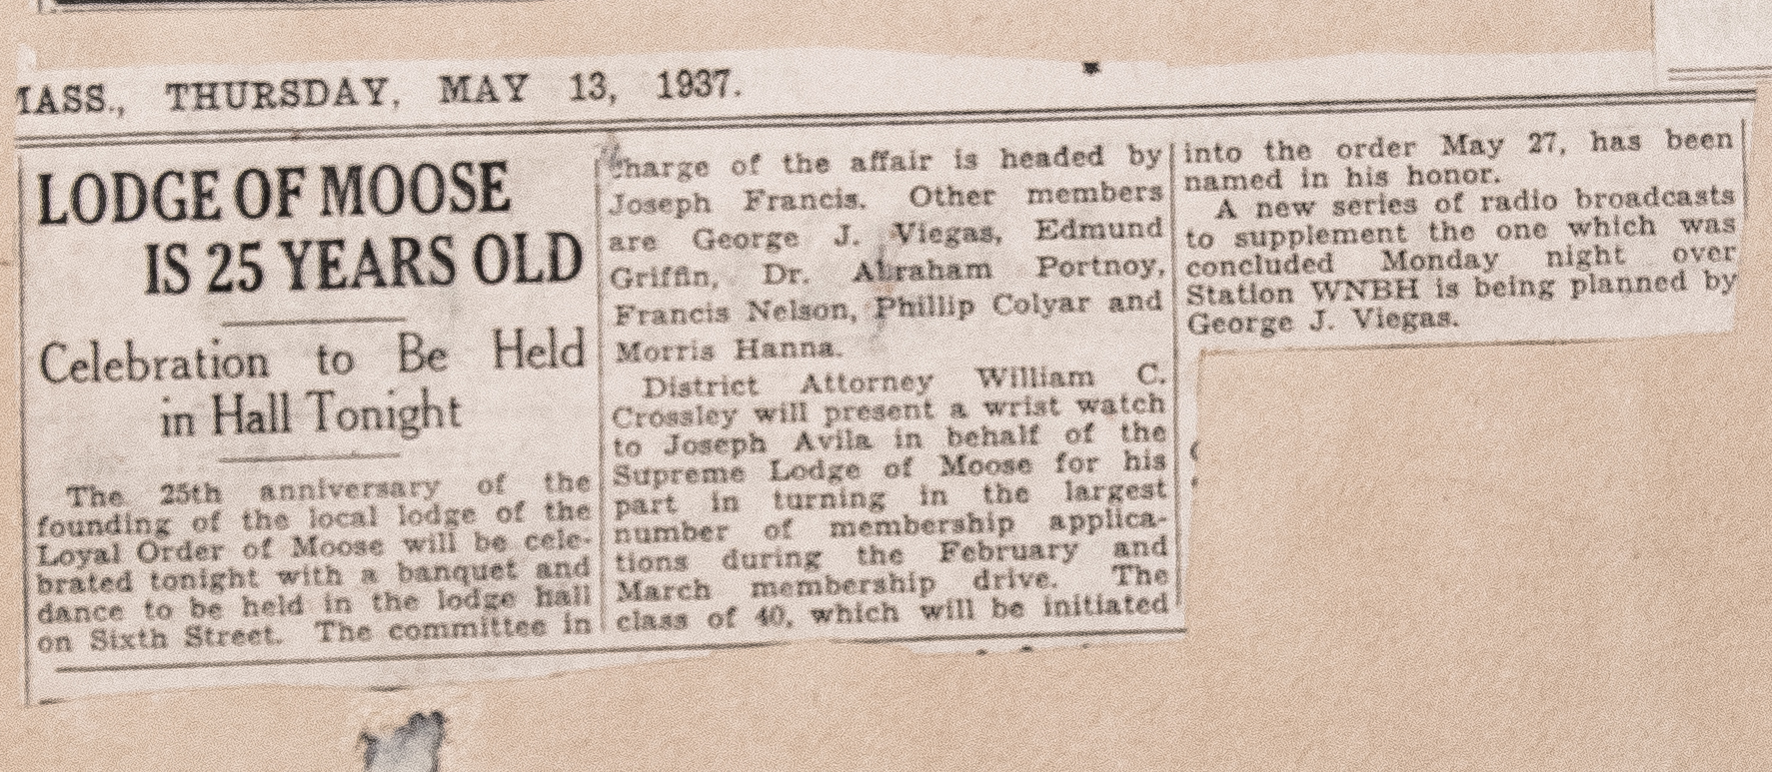 MASS., THURSDAY, MAY 13, 1937.
LODGE OF MOOSE
IS 25 YEARS OLD
Celebration to Be Held
in Hall Tonight
The 25th anniversary of the
founding of the local lodge of the
Loyal Order of Moose will be cele-
brated tonight with a banquet and
dance to be held in the lodge hall
on Sixth Street. The committee in
charge of the affair is headed by
Joseph Francis. Other members
are George J. Viegas, Edmund
Griffin, Dr. Abraham Portnoy,
Francis Nelson, Phillip Colyar and
Morris Hanna.
District Attorney William C.
Crossley will present a wrist watch
to Joseph Avila in behalf of the
Supreme Lodge of Moose for his
part in turning in the largest
number of membership applica-
tions during the February and
March membership drive. The
class of 40, which will be initiated
into the order May 27, has been
named in his honor.
A new series of radio broadcasts
to supplement the one which was
concluded Monday night over
Station WNBH is being planned by
George J. Viegas.